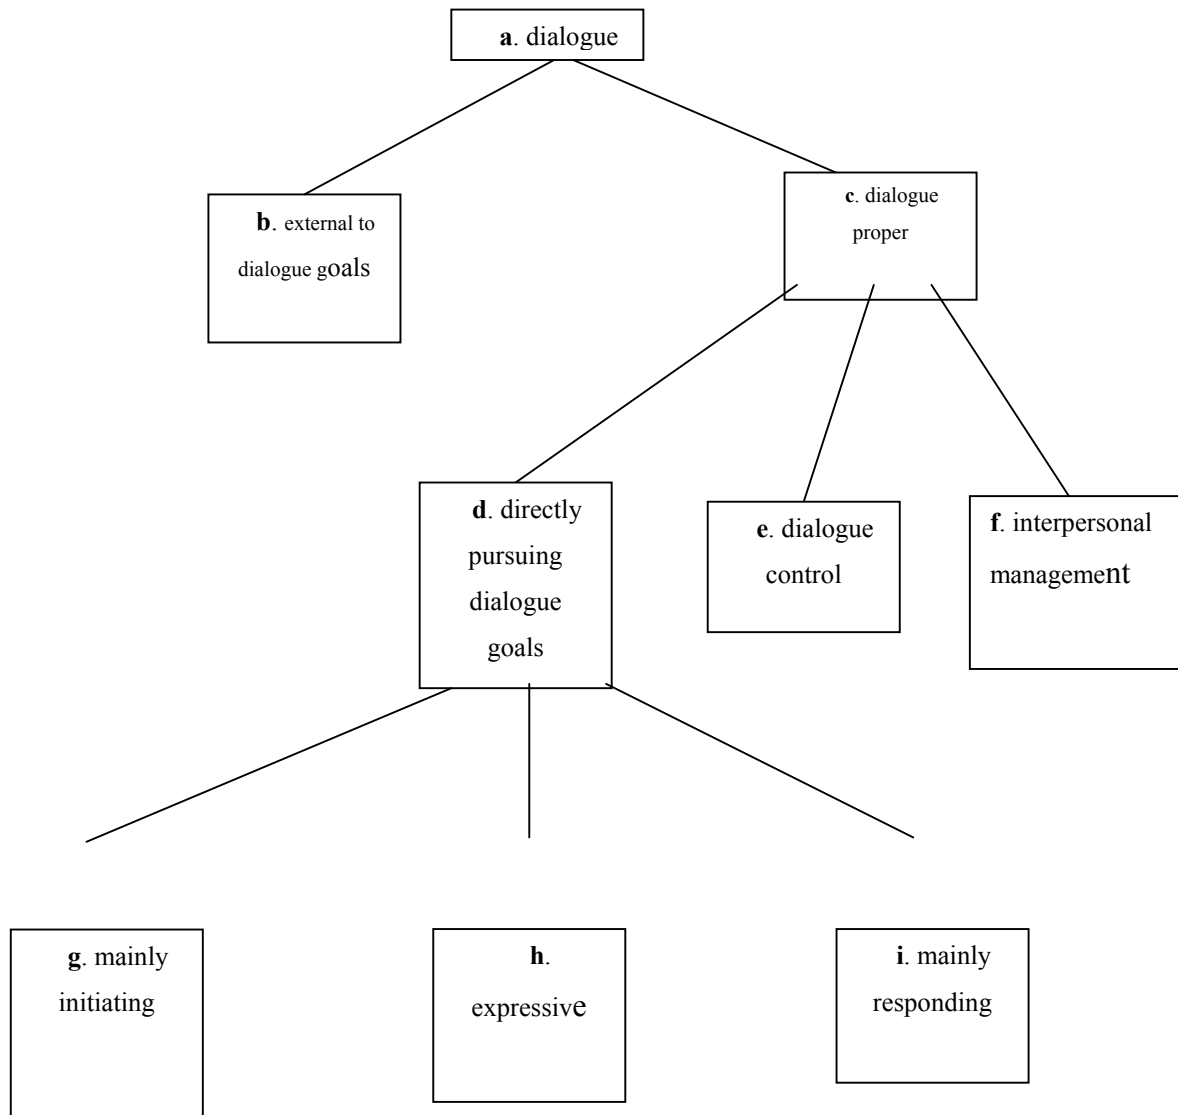 a. dialogue
b. external to
dialogue goals
c. dialogue
proper
d. directly
pursuing
dialogue
goals
e. dialogue
control
f. interpersonal
management
g. mainly
initiating
h.
expressive
i. mainly
responding